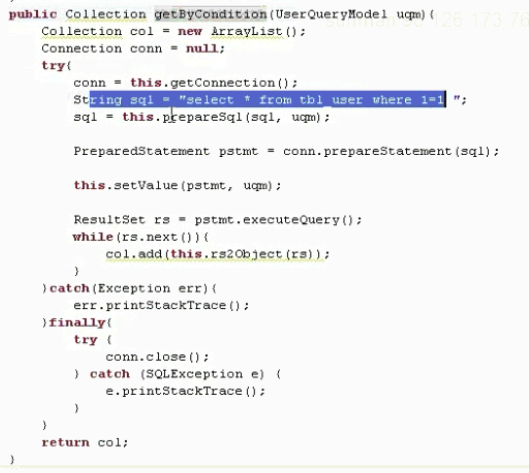 public Collection getByCondition(UserQueryModel uqm){
Collection col = new ArrayList();
Connection conn = null;
try{
conn = this.getConnection();
String sql = "select * from tbl_user where 1=1 ";
sql = this.prepareSql(sql, uqm);
PreparedStatement pstmt = conn.prepareStatement(sql);
this.setValue(pstmt, uqm);
ResultSet rs = pstmt.executeQuery();
while(rs.next()){
col.add(this.rs2Object(rs));
}
}catch(Exception err){
err.printStackTrace();
}finally{
try {
conn.close();
} catch (SQLException e) {
e.printStackTrace();
}
}
return col;
}